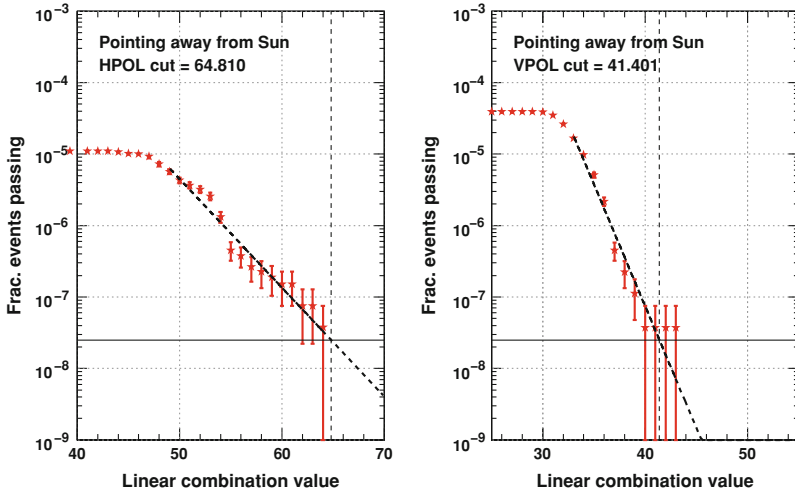 Pointing away from Sun
HPOL cut = 64.810
10⁻³
10⁻⁴
10⁻⁵
10⁻⁶
10⁻⁷
10⁻⁸
10⁻⁹
Frac. events passing
40 50 60 70
Linear combination value
Pointing away from Sun
VPOL cut = 41.401
10⁻³
10⁻⁴
10⁻⁵
10⁻⁶
10⁻⁷
10⁻⁸
10⁻⁹
Frac. events passing
30 40 50
Linear combination value